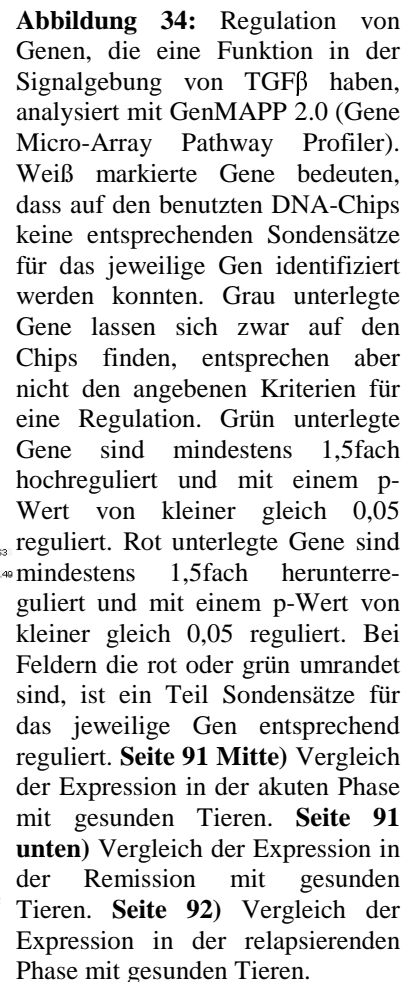 Abbildung 34: Regulation von
Genen, die eine Funktion in der
Signalgebung von TGFβ haben,
analysiert mit GenMAPP 2.0 (Gene
Micro-Array Pathway Profiler).
Weiß markierte Gene bedeuten,
dass auf den benutzten DNA-Chips
keine entsprechenden Sondensätze
für das jeweilige Gen identifiziert
werden konnten. Grau unterlegte
Gene lassen sich zwar auf den
Chips finden, entsprechen aber
nicht den angebenen Kriterien für
eine Regulation. Grün unterlegte
Gene sind mindestens 1,5fach
hochreguliert und mit einem p-
Wert von kleiner gleich 0,05
reguliert. Rot unterlegte Gene sind
mindestens 1,5fach herunterre-
guliert und mit einem p-Wert von
kleiner gleich 0,05 reguliert. Bei
Feldern die rot oder grün umrandet
sind, ist ein Teil Sondensätze für
das jeweilige Gen entsprechend
reguliert. Seite 91 Mitte) Vergleich
der Expression in der akuten Phase
mit gesunden Tieren. Seite 91
unten) Vergleich der Expression in
der Remission mit gesunden
Tieren. Seite 92) Vergleich der
Expression in der relapsierenden
Phase mit gesunden Tieren.